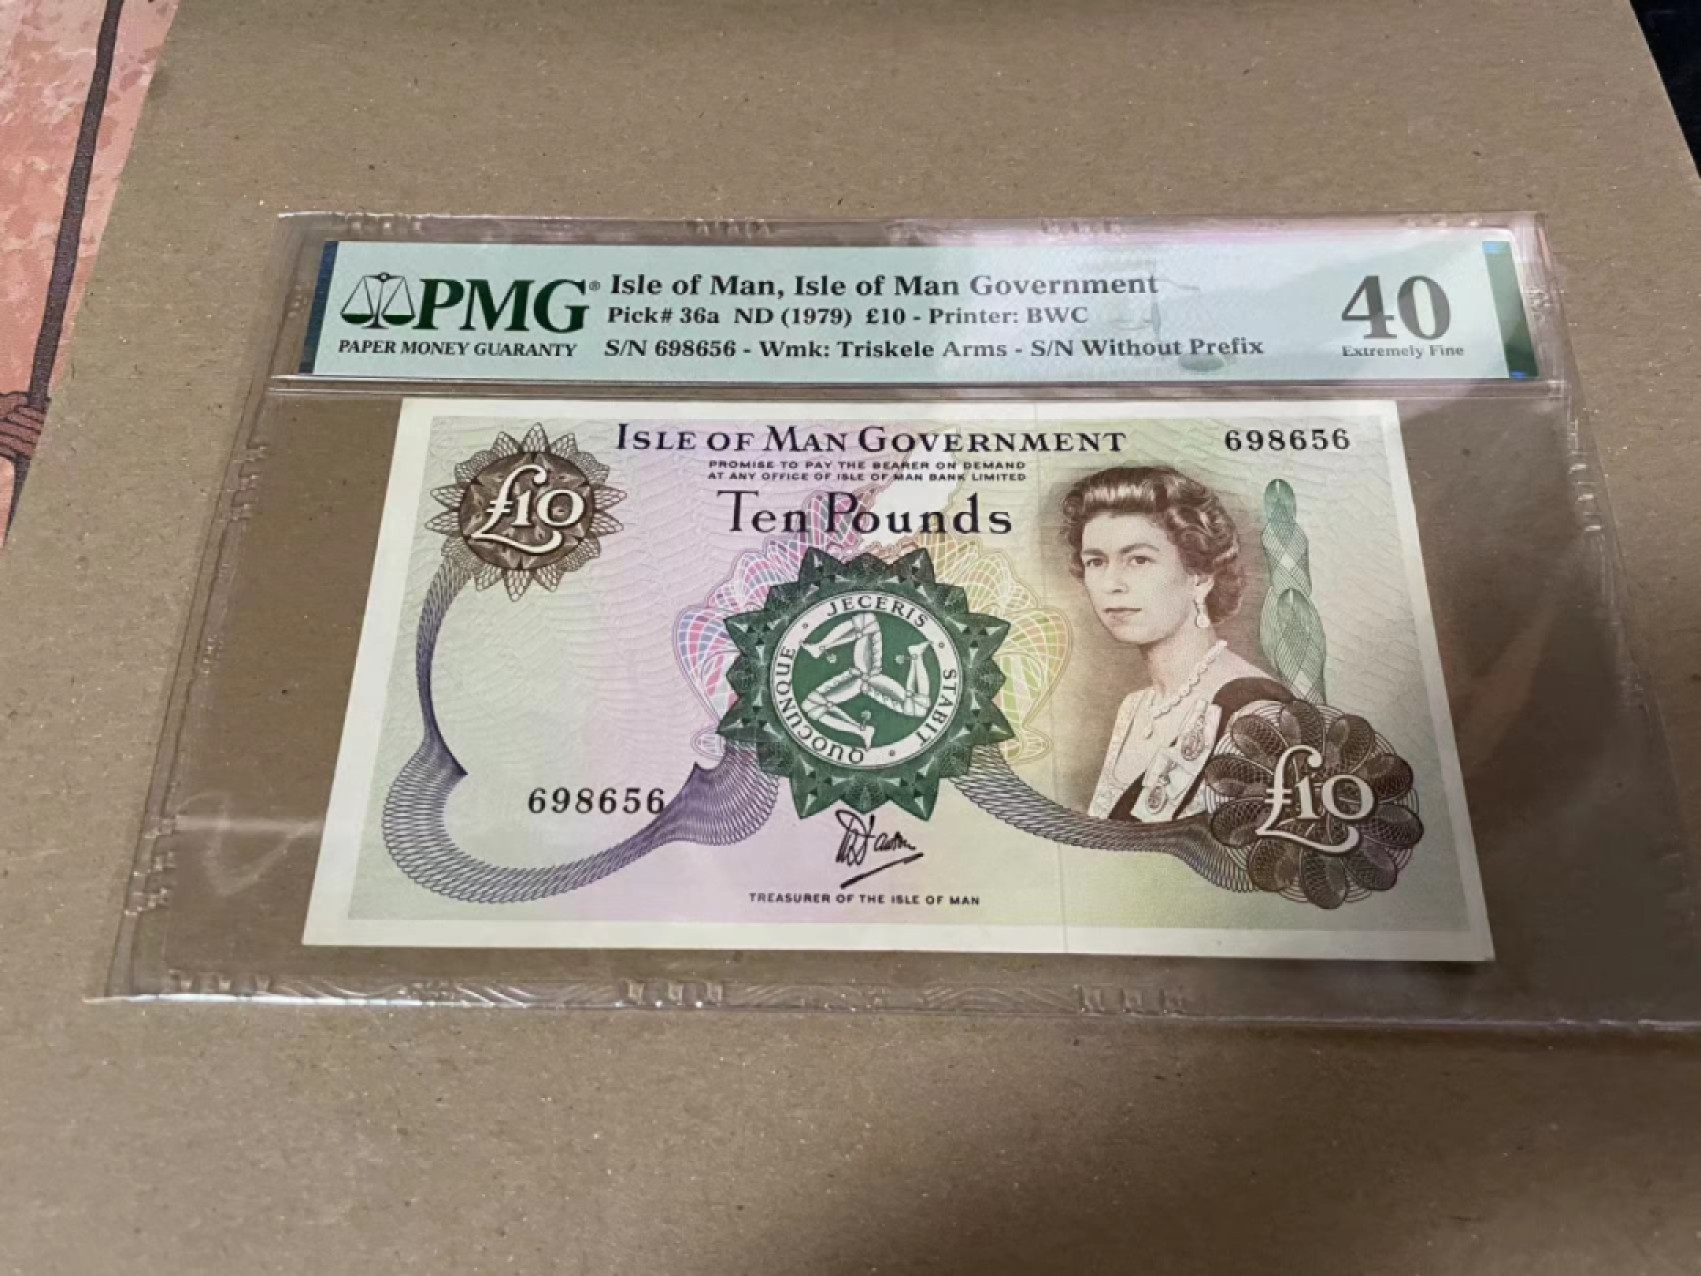 PMG®
PAPER MONEY GUARANTY
Isle of Man, Isle of Man Government
Pick# 36a ND (1979) £10 - Printer: BWC
S/N 698656 - Wmk: Triskele Arms - S/N Without Prefix
40
Extremely Fine
£10
ISLE OF MAN GOVERNMENT
698656
PROMISE TO PAY THE BEARER ON DEMAND
AT ANY OFFICE OF ISLE OF MAN BANK LIMITED
Ten Pounds
QUOCUNQUE · JECERIS · STABIT ·
698656
£10
TREASURER OF THE ISLE OF MAN